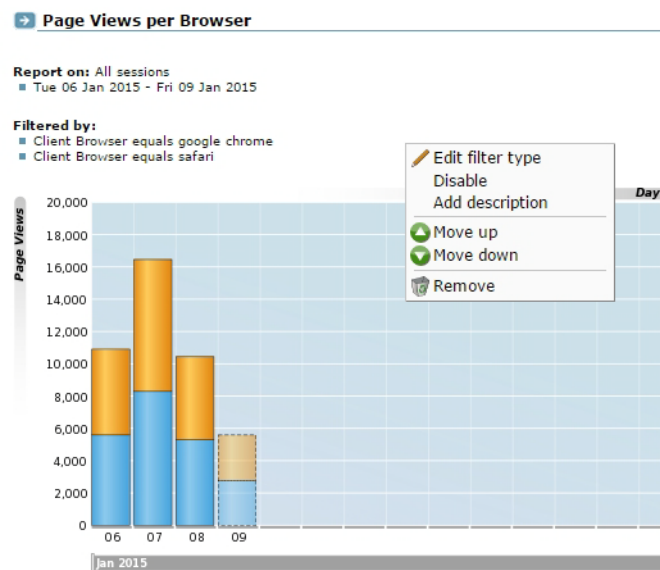 Page Views per Browser
Report on: All sessions
Tue 06 Jan 2015 - Fri 09 Jan 2015
Filtered by:
Client Browser equals google chrome
Client Browser equals safari
Edit filter type
Disable
Add description
Move up
Move down
Remove
Day
Page Views
20,000
18,000
16,000
14,000
12,000
10,000
8,000
6,000
4,000
2,000
0
06 07 08 09
Jan 2015